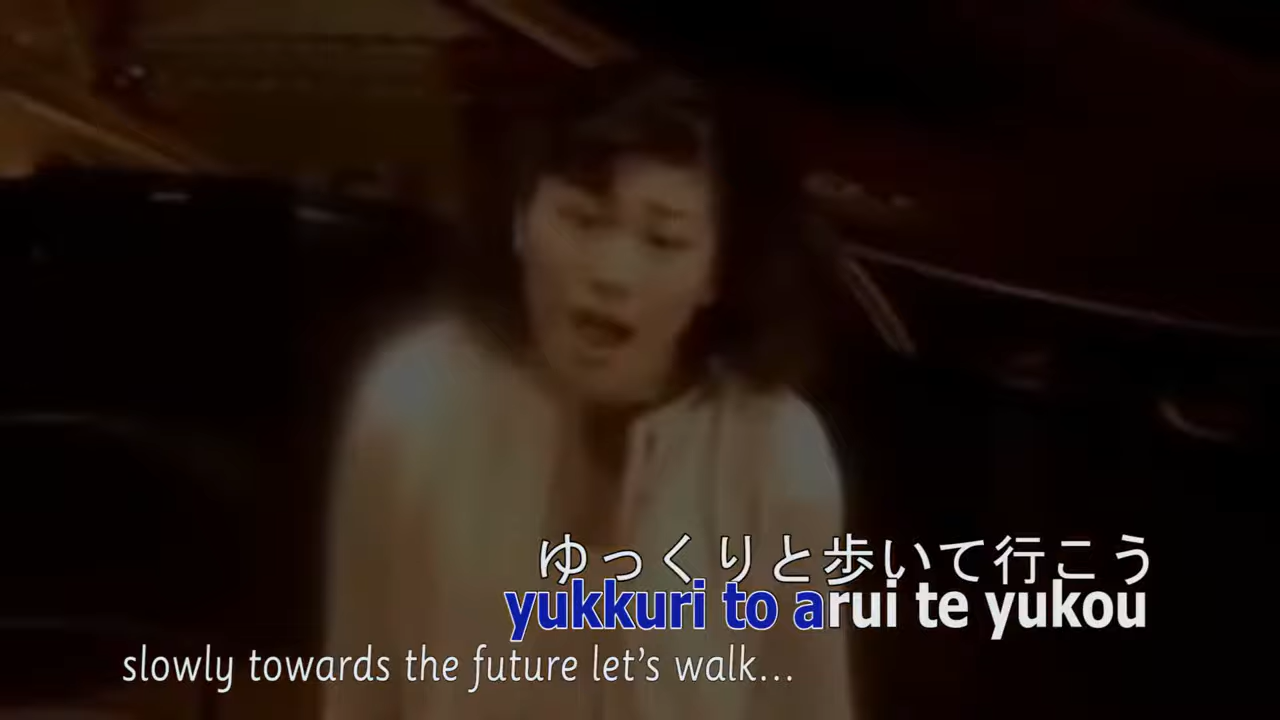 ゆっくりと歩いて行こう
yukkuri to arui te yukou
slowly towards the future let's walk...